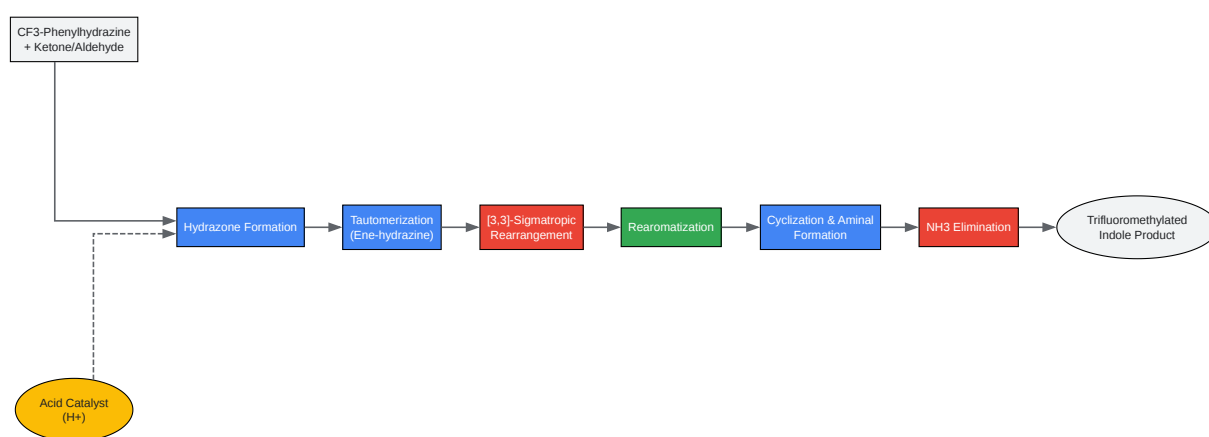 CF3-Phenylhydrazine
+ Ketone/Aldehyde
Hydrazone Formation
Tautomerization
(Ene-hydrazine)
[3,3]-Sigmatropic
Rearrangement
Rearomatization
Cyclization & Aminal
Formation
NH3 Elimination
Trifluoromethylated
Indole Product
Acid Catalyst
(H+)